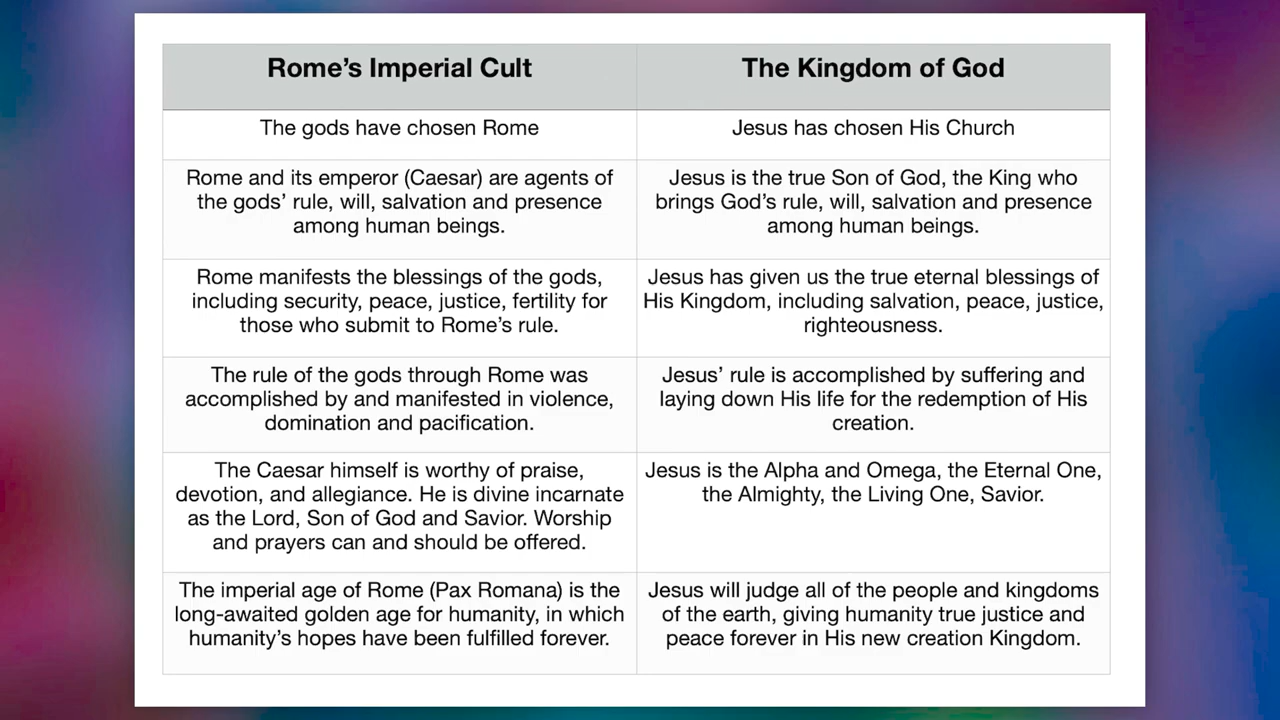 Rome’s Imperial Cult
The Kingdom of God
The gods have chosen Rome
Jesus has chosen His Church
Rome and its emperor (Caesar) are agents of
the gods’ rule, will, salvation and presence
among human beings.
Jesus is the true Son of God, the King who
brings God’s rule, will, salvation and presence
among human beings.
Rome manifests the blessings of the gods,
including security, peace, justice, fertility for
those who submit to Rome’s rule.
Jesus has given us the true eternal blessings of
His Kingdom, including salvation, peace, justice,
righteousness.
The rule of the gods through Rome was
accomplished by and manifested in violence,
domination and pacification.
Jesus’ rule is accomplished by suffering and
laying down His life for the redemption of His
creation.
The Caesar himself is worthy of praise,
devotion, and allegiance. He is divine incarnate
as the Lord, Son of God and Savior. Worship
and prayers can and should be offered.
Jesus is the Alpha and Omega, the Eternal One,
the Almighty, the Living One, Savior.
The imperial age of Rome (Pax Romana) is the
long-awaited golden age for humanity, in which
humanity’s hopes have been fulfilled forever.
Jesus will judge all of the people and kingdoms
of the earth, giving humanity true justice and
peace forever in His new creation Kingdom.